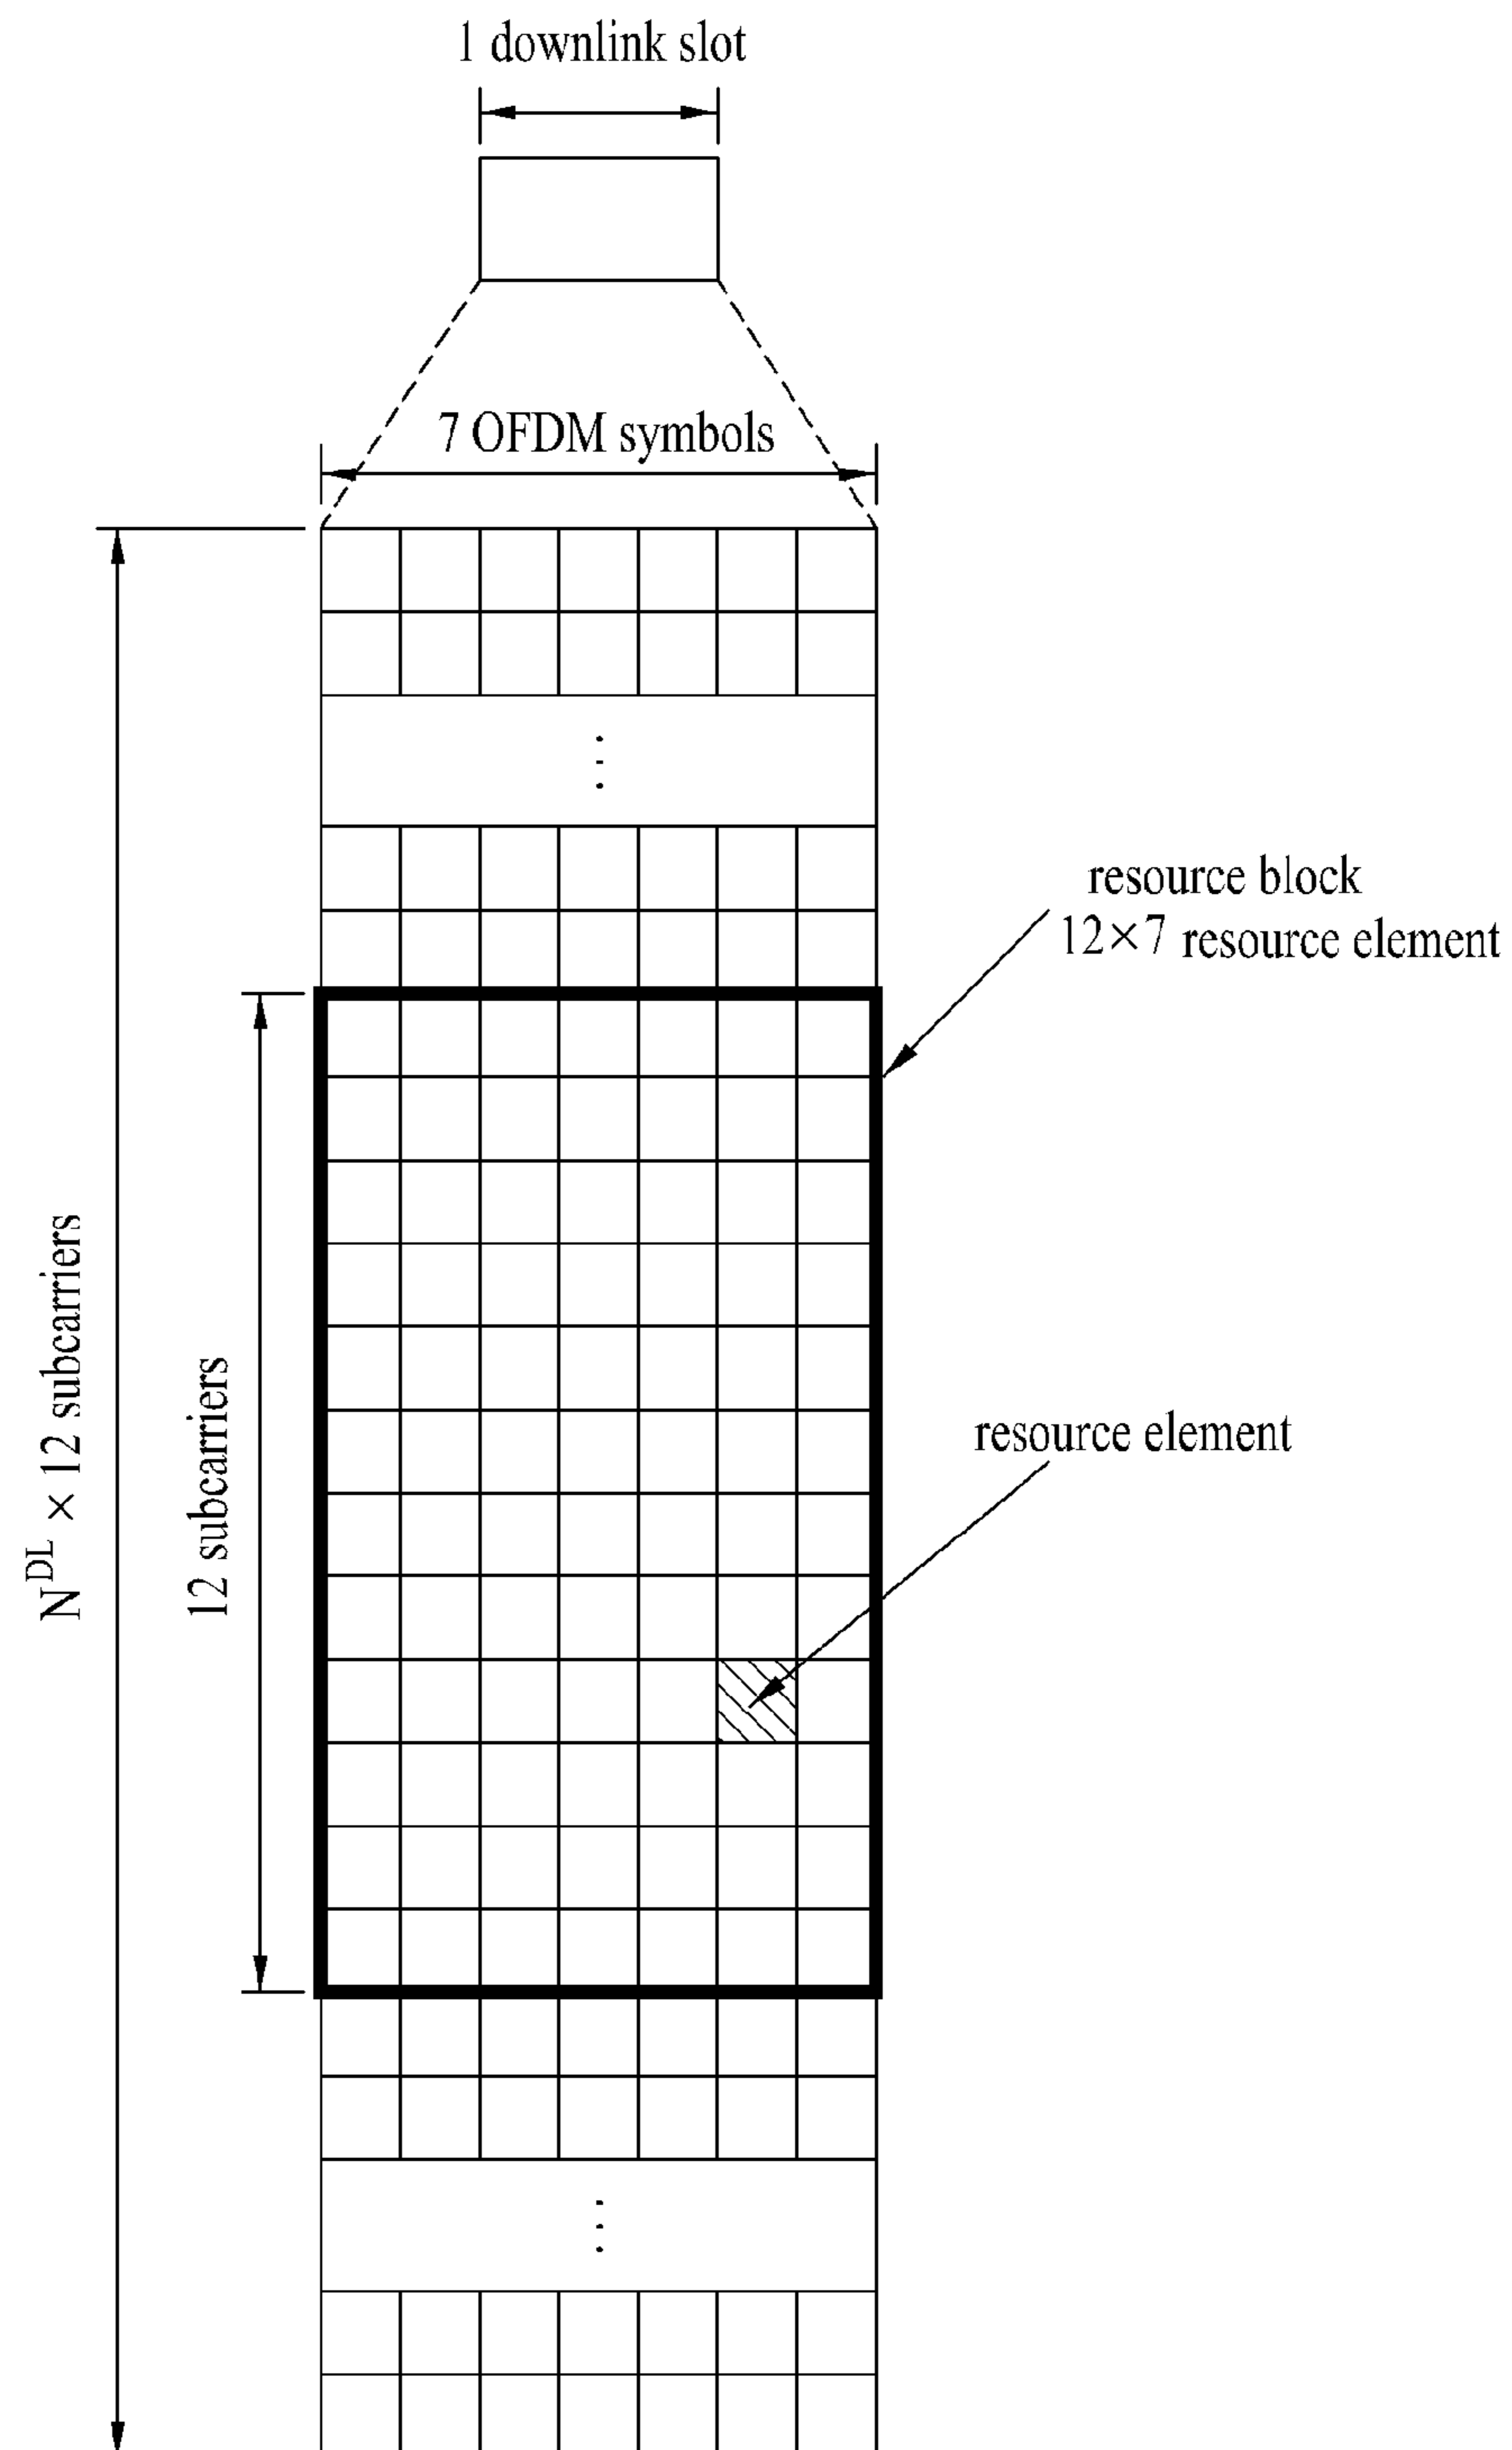 1 downlink slot
7 OFDM symbols
resource block
12×7 resource element
N^DL × 12 subcarriers
12 subcarriers
resource element